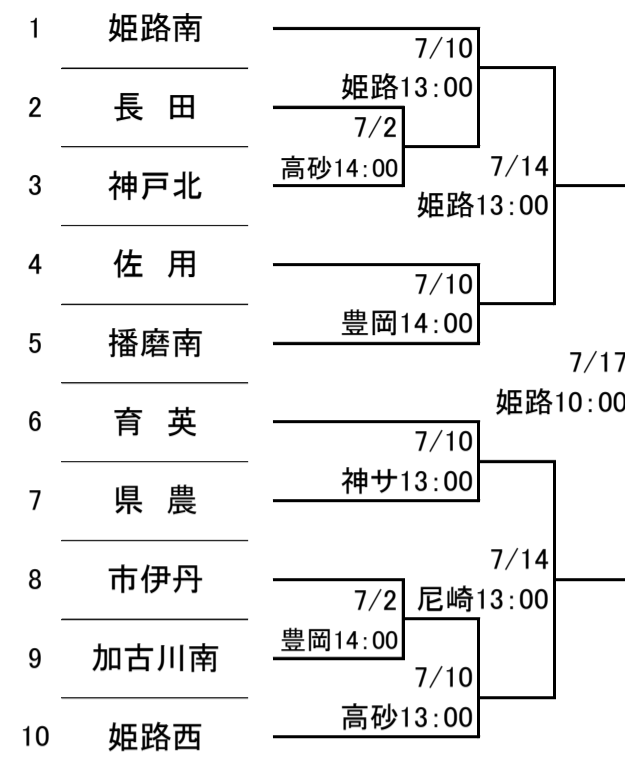 1 姫路南
7/10
姫路13:00
2 長 田
7/2
高砂14:00
3 神戸北
7/14
姫路13:00
4 佐 用
7/10
豊岡14:00
5 播磨南
7/17
姫路10:00
6 育 英
7/10
神サ13:00
7 県 農
7/14
尼崎13:00
8 市伊丹
7/2
豊岡14:00
9 加古川南
7/10
高砂13:00
10 姫路西